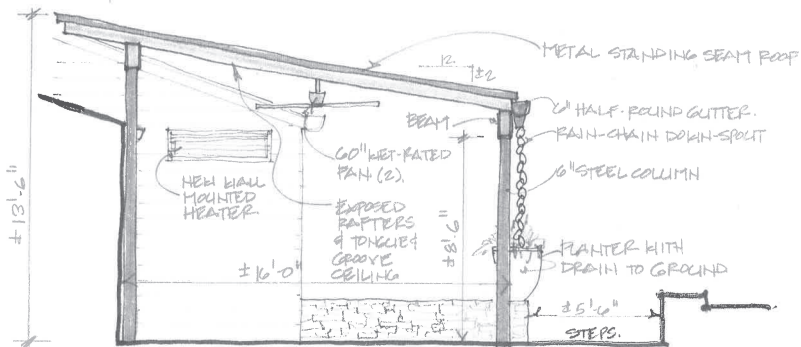 METAL STANDING SEAM ROOF
12.
±2
6" HALF-ROUND GUTTER.
RAIN-CHAIN DOWN-SPOUT
BEAM
6" STEEL COLUMN
60" WET-RATED
FAN. (2).
NEW WALL
MOUNTED
HEATER.
EXPOSED
RAFTERS
& TONGUE &
GROOVE
CEILING
±13'-6"
±8'-6"
±16'-0"
PLANTER WITH
DRAIN TO GROUND
±5'-6"
STEPS.